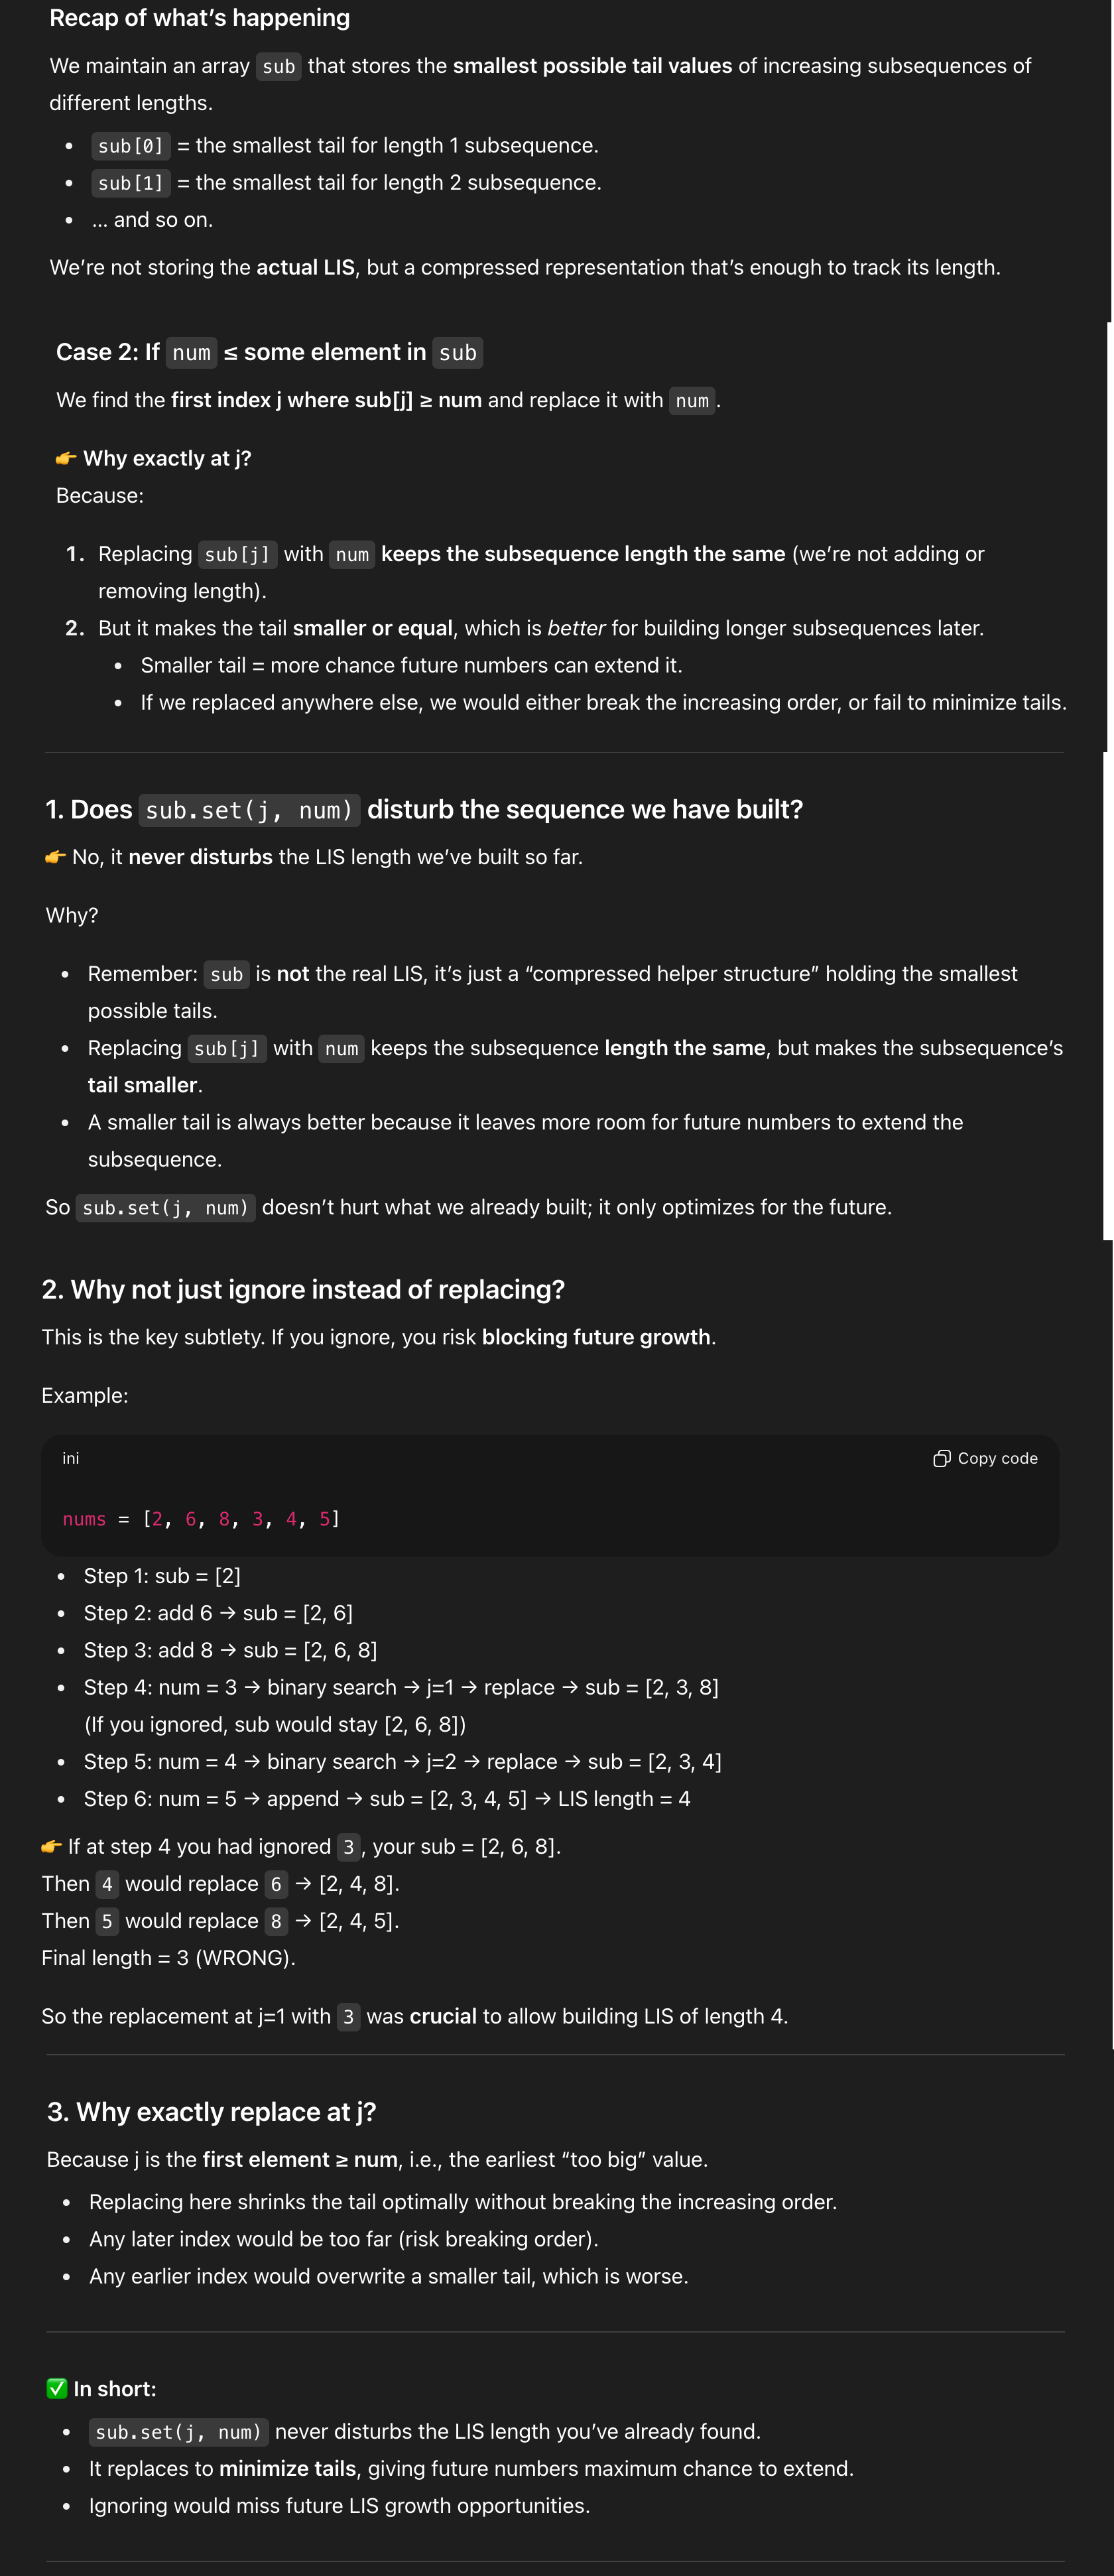 Recap of what’s happening
We maintain an array sub that stores the smallest possible tail values of increasing subsequences of
different lengths.
• sub[0] = the smallest tail for length 1 subsequence.
• sub[1] = the smallest tail for length 2 subsequence.
• … and so on.
We’re not storing the actual LIS, but a compressed representation that’s enough to track its length.
Case 2: If num ≤ some element in sub
We find the first index j where sub[j] ≥ num and replace it with num.
👉 Why exactly at j?
Because:
1. Replacing sub[j] with num keeps the subsequence length the same (we’re not adding or
removing length).
2. But it makes the tail smaller or equal, which is better for building longer subsequences later.
• Smaller tail = more chance future numbers can extend it.
• If we replaced anywhere else, we would either break the increasing order, or fail to minimize tails.
1. Does sub.set(j, num) disturb the sequence we have built?
👉 No, it never disturbs the LIS length we’ve built so far.
Why?
• Remember: sub is not the real LIS, it’s just a “compressed helper structure” holding the smallest
possible tails.
• Replacing sub[j] with num keeps the subsequence length the same, but makes the subsequence’s
tail smaller.
• A smaller tail is always better because it leaves more room for future numbers to extend the
subsequence.
So sub.set(j, num) doesn’t hurt what we already built; it only optimizes for the future.
2. Why not just ignore instead of replacing?
This is the key subtlety. If you ignore, you risk blocking future growth.
Example:
ini Copy code
nums = [2, 6, 8, 3, 4, 5]
• Step 1: sub = [2]
• Step 2: add 6 → sub = [2, 6]
• Step 3: add 8 → sub = [2, 6, 8]
• Step 4: num = 3 → binary search → j=1 → replace → sub = [2, 3, 8]
(If you ignored, sub would stay [2, 6, 8])
• Step 5: num = 4 → binary search → j=2 → replace → sub = [2, 3, 4]
• Step 6: num = 5 → append → sub = [2, 3, 4, 5] → LIS length = 4
👉 If at step 4 you had ignored 3, your sub = [2, 6, 8].
Then 4 would replace 6 → [2, 4, 8].
Then 5 would replace 8 → [2, 4, 5].
Final length = 3 (WRONG).
So the replacement at j=1 with 3 was crucial to allow building LIS of length 4.
3. Why exactly replace at j?
Because j is the first element ≥ num, i.e., the earliest “too big” value.
• Replacing here shrinks the tail optimally without breaking the increasing order.
• Any later index would be too far (risk breaking order).
• Any earlier index would overwrite a smaller tail, which is worse.
✅ In short:
• sub.set(j, num) never disturbs the LIS length you’ve already found.
• It replaces to minimize tails, giving future numbers maximum chance to extend.
• Ignoring would miss future LIS growth opportunities.